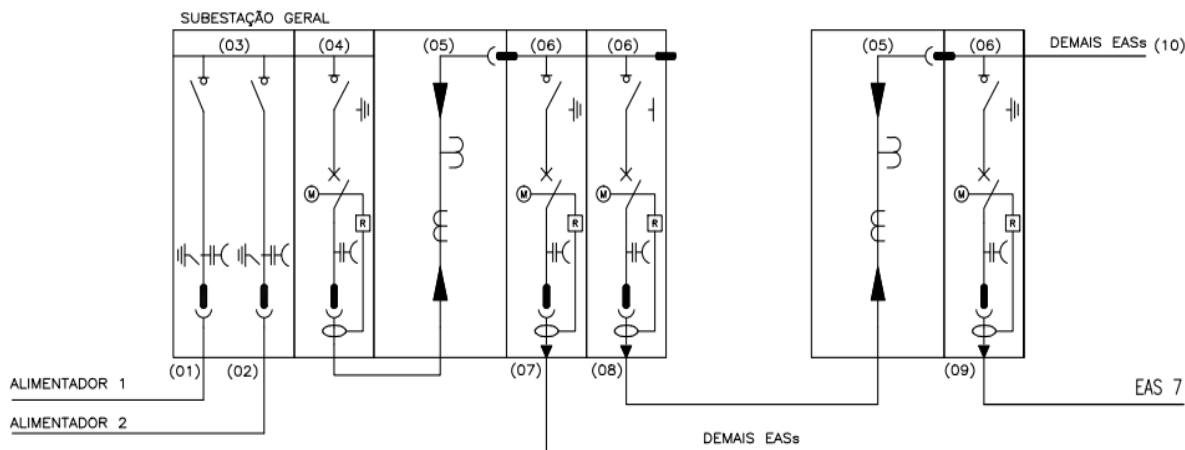 SUBESTAÇÃO GERAL
(03) (04) (05) (06) (06) (05) (06) DEMAIS EASs (10)
M M M
R R R R
(01) (02) (07) (08) (09)
ALIMENTADOR 1
EAS 7
ALIMENTADOR 2
DEMAIS EASs